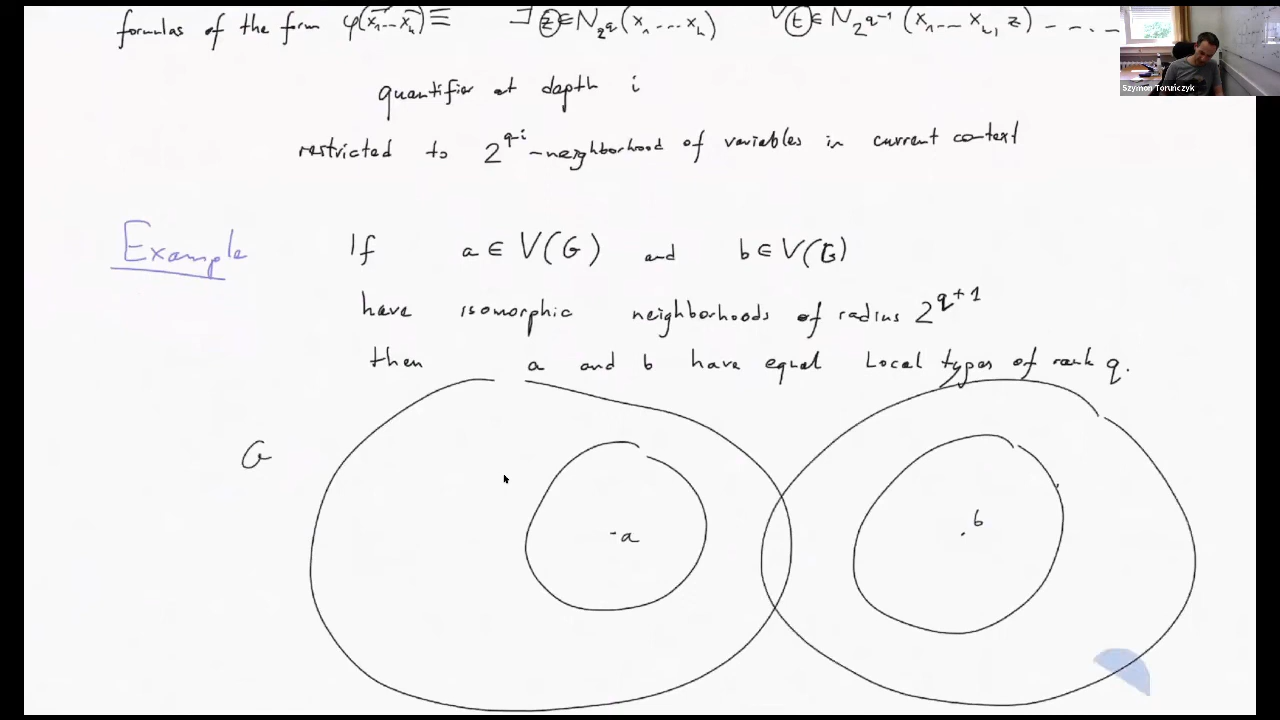 formulas of the form φ(x₁...xₖ) ≡ ∃ z ∈ N_{2^q}(x₁...xₖ) ∀ t ∈ N_{2^{q-1}}(x₁...xₖ, z) - - . -
Szymon Toruńczyk
quantifier at depth i
restricted to 2^{q-i}-neighborhood of variables in current context
Example If a ∈ V(G) and b ∈ V(G)
have isomorphic neighborhoods of radius 2^{q+1}
then a and b have equal Local types of rank q.
G
b
a